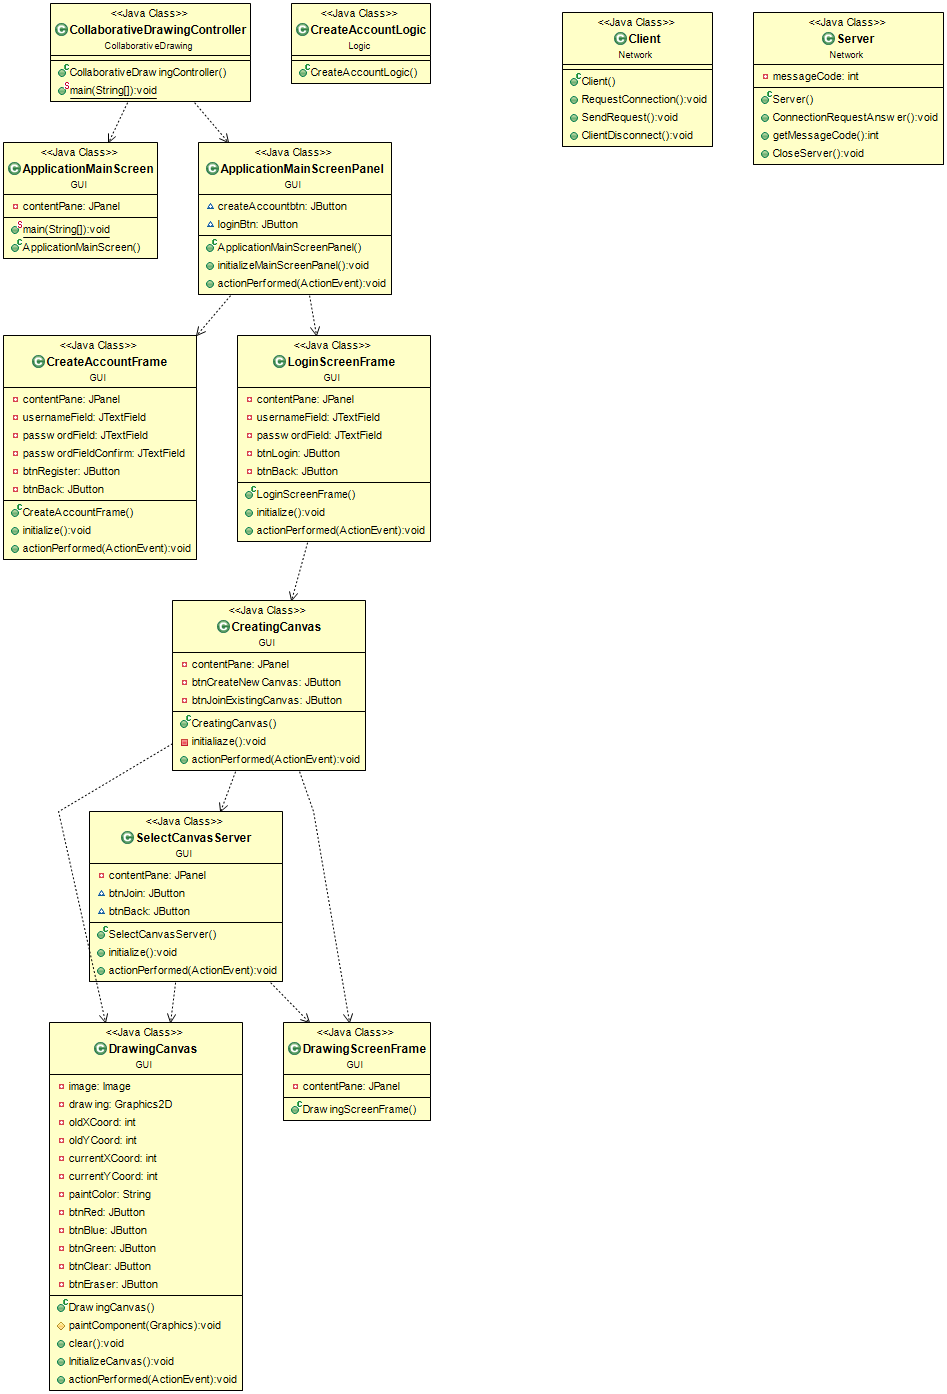 <<Java Class>>
CollaborativeDrawingController
CollaborativeDrawing
CollaborativeDrawingController()
main(String[]):void
<<Java Class>>
CreateAccountLogic
Logic
CreateAccountLogic()
<<Java Class>>
Client
Network
Client()
RequestConnection():void
SendRequest():void
ClientDisconnect():void
<<Java Class>>
Server
Network
messageCode: int
Server()
ConnectionRequestAnswer():void
getMessageCode():int
CloseServer():void
<<Java Class>>
ApplicationMainScreen
GUI
contentPane: JPanel
main(String[]):void
ApplicationMainScreen()
<<Java Class>>
ApplicationMainScreenPanel
GUI
createAccountbtn: JButton
loginBtn: JButton
ApplicationMainScreenPanel()
initializeMainScreenPanel():void
actionPerformed(ActionEvent):void
<<Java Class>>
CreateAccountFrame
GUI
contentPane: JPanel
usernameField: JTextField
passwordField: JTextField
passwordFieldConfirm: JTextField
btnRegister: JButton
btnBack: JButton
CreateAccountFrame()
initialize():void
actionPerformed(ActionEvent):void
<<Java Class>>
LoginScreenFrame
GUI
contentPane: JPanel
usernameField: JTextField
passwordField: JTextField
btnLogin: JButton
btnBack: JButton
LoginScreenFrame()
initialize():void
actionPerformed(ActionEvent):void
<<Java Class>>
CreatingCanvas
GUI
contentPane: JPanel
btnCreateNewCanvas: JButton
btnJoinExistingCanvas: JButton
CreatingCanvas()
initialiaze():void
actionPerformed(ActionEvent):void
<<Java Class>>
SelectCanvasServer
GUI
contentPane: JPanel
btnJoin: JButton
btnBack: JButton
SelectCanvasServer()
initialize():void
actionPerformed(ActionEvent):void
<<Java Class>>
DrawingCanvas
GUI
image: Image
drawing: Graphics2D
oldXCoord: int
oldYCoord: int
currentXCoord: int
currentYCoord: int
paintColor: String
btnRed: JButton
btnBlue: JButton
btnGreen: JButton
btnClear: JButton
btnEraser: JButton
DrawingCanvas()
paintComponent(Graphics):void
clear():void
InitializeCanvas():void
actionPerformed(ActionEvent):void
<<Java Class>>
DrawingScreenFrame
GUI
contentPane: JPanel
DrawingScreenFrame()